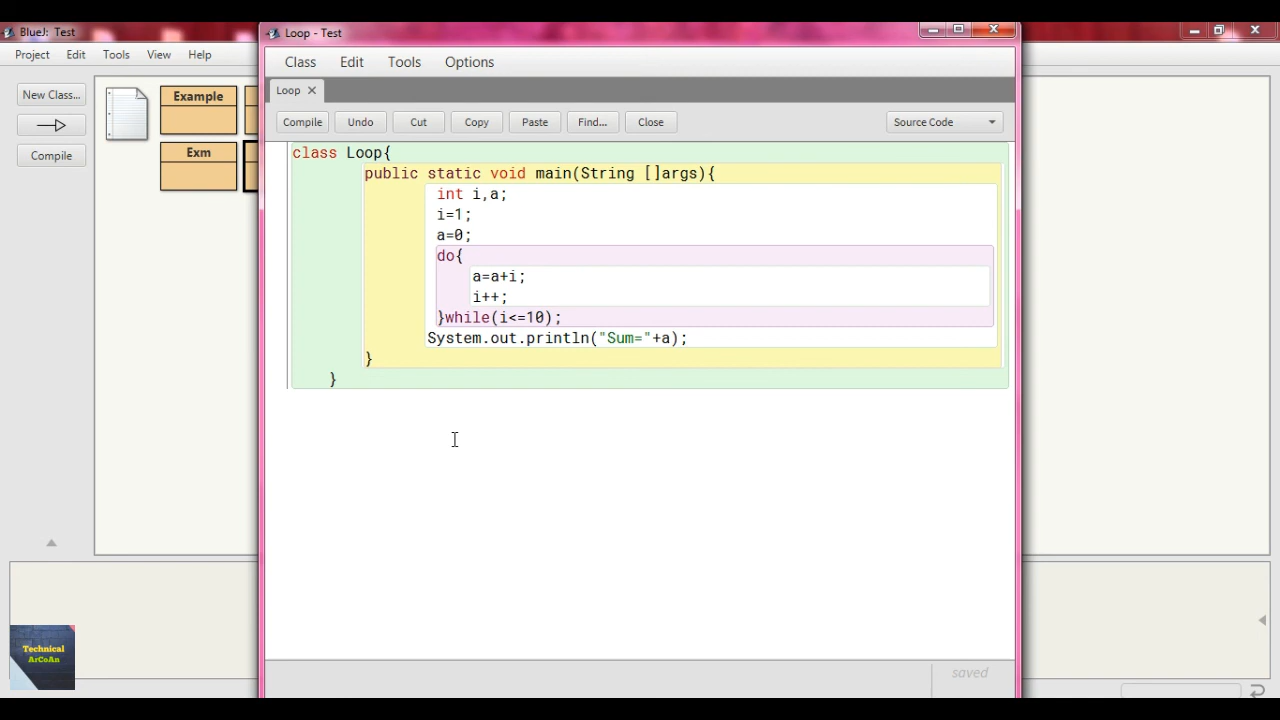 BlueJ: Test
Project Edit Tools View Help
New Class...
Compile
Example
Exm
Loop - Test
Class Edit Tools Options
Loop ×
Compile Undo Cut Copy Paste Find... Close Source Code
class Loop{
public static void main(String []args){
int i,a;
i=1;
a=0;
do{
a=a+i;
i++;
}while(i<=10);
System.out.println("Sum="+a);
}
}
saved
Technical
ArCoAn